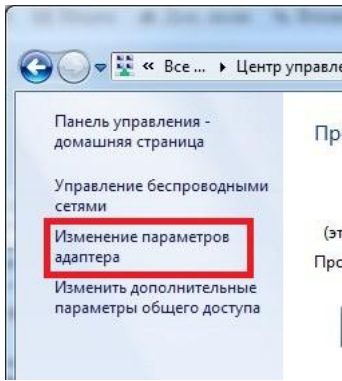 « Все ... ▸ Центр управле
Панель управления -
домашняя страница
Пр
Управление беспроводными
сетями
Изменение параметров
адаптера
(эт
Про
Изменить дополнительные
параметры общего доступа